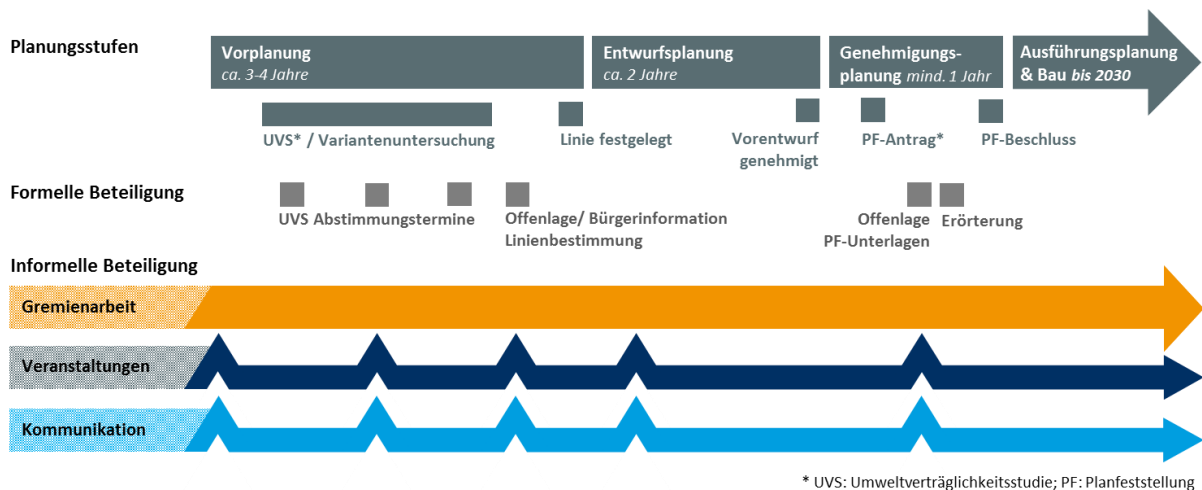 Planungsstufen
Vorplanung
ca. 3-4 Jahre
Entwurfsplanung
ca. 2 Jahre
Genehmigungs-
planung mind. 1 Jahr
Ausführungsplanung
& Bau bis 2030
UVS* / Variantenuntersuchung
Linie festgelegt
Vorentwurf
genehmigt
PF-Antrag*
PF-Beschluss
Formelle Beteiligung
UVS Abstimmungstermine
Offenlage/ Bürgerinformation
Linienbestimmung
Offenlage
PF-Unterlagen
Erörterung
Informelle Beteiligung
Gremienarbeit
Veranstaltungen
Kommunikation
* UVS: Umweltverträglichkeitsstudie; PF: Planfeststellung